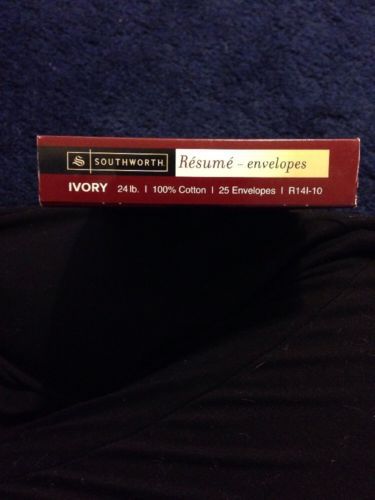 SOUTHWORTH Résumé – envelopes
IVORY 24 lb. | 100% Cotton | 25 Envelopes | R14I-10